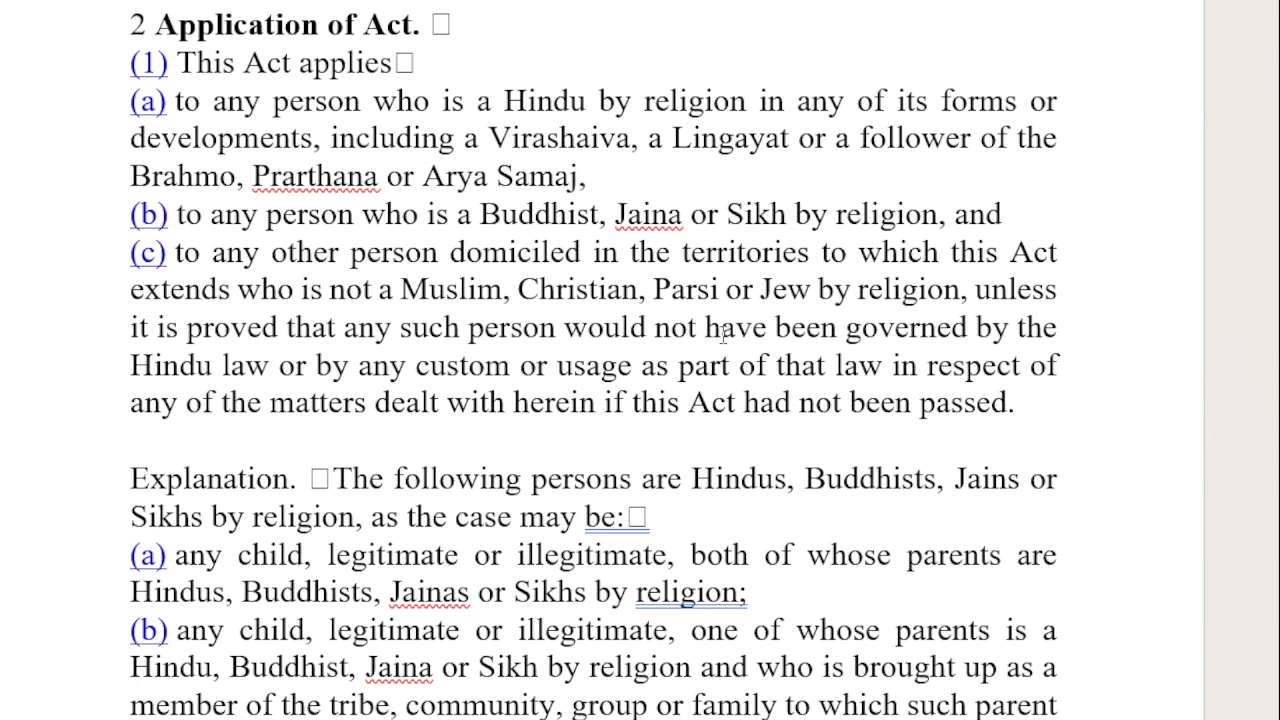 2 Application of Act. □
(1) This Act applies□
(a) to any person who is a Hindu by religion in any of its forms or
developments, including a Virashaiva, a Lingayat or a follower of the
Brahmo, Prarthana or Arya Samaj,
(b) to any person who is a Buddhist, Jaina or Sikh by religion, and
(c) to any other person domiciled in the territories to which this Act
extends who is not a Muslim, Christian, Parsi or Jew by religion, unless
it is proved that any such person would not have been governed by the
Hindu law or by any custom or usage as part of that law in respect of
any of the matters dealt with herein if this Act had not been passed.
Explanation. □The following persons are Hindus, Buddhists, Jains or
Sikhs by religion, as the case may be:□
(a) any child, legitimate or illegitimate, both of whose parents are
Hindus, Buddhists, Jainas or Sikhs by religion;
(b) any child, legitimate or illegitimate, one of whose parents is a
Hindu, Buddhist, Jaina or Sikh by religion and who is brought up as a
member of the tribe, community, group or family to which such parent